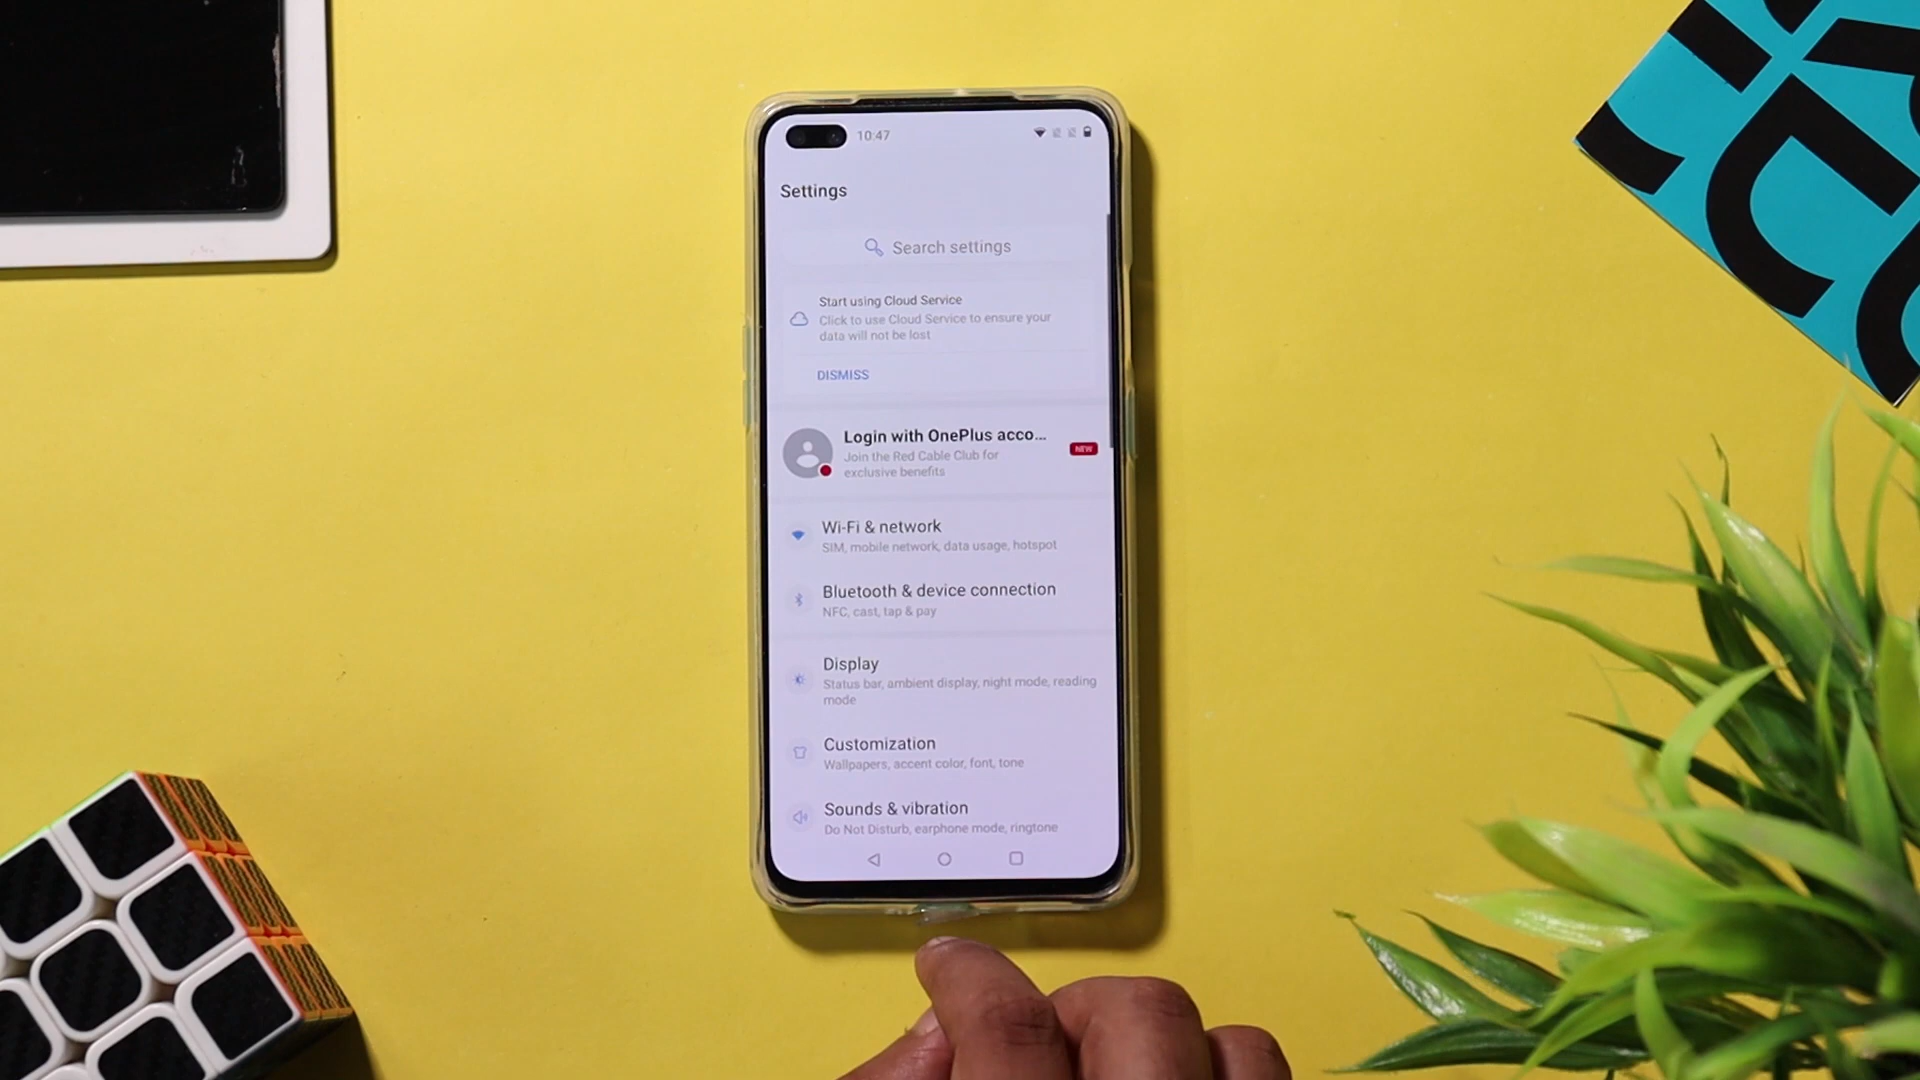 10:47
Settings
Search settings
Start using Cloud Service
Click to use Cloud Service to ensure your
data will not be lost
DISMISS
Login with OnePlus acco...
NEW
Join the Red Cable Club for
exclusive benefits
Wi-Fi & network
SIM, mobile network, data usage, hotspot
Bluetooth & device connection
NFC, cast, tap & pay
Display
Status bar, ambient display, night mode, reading
mode
Customization
Wallpapers, accent color, font, tone
Sounds & vibration
Do Not Disturb, earphone mode, ringtone